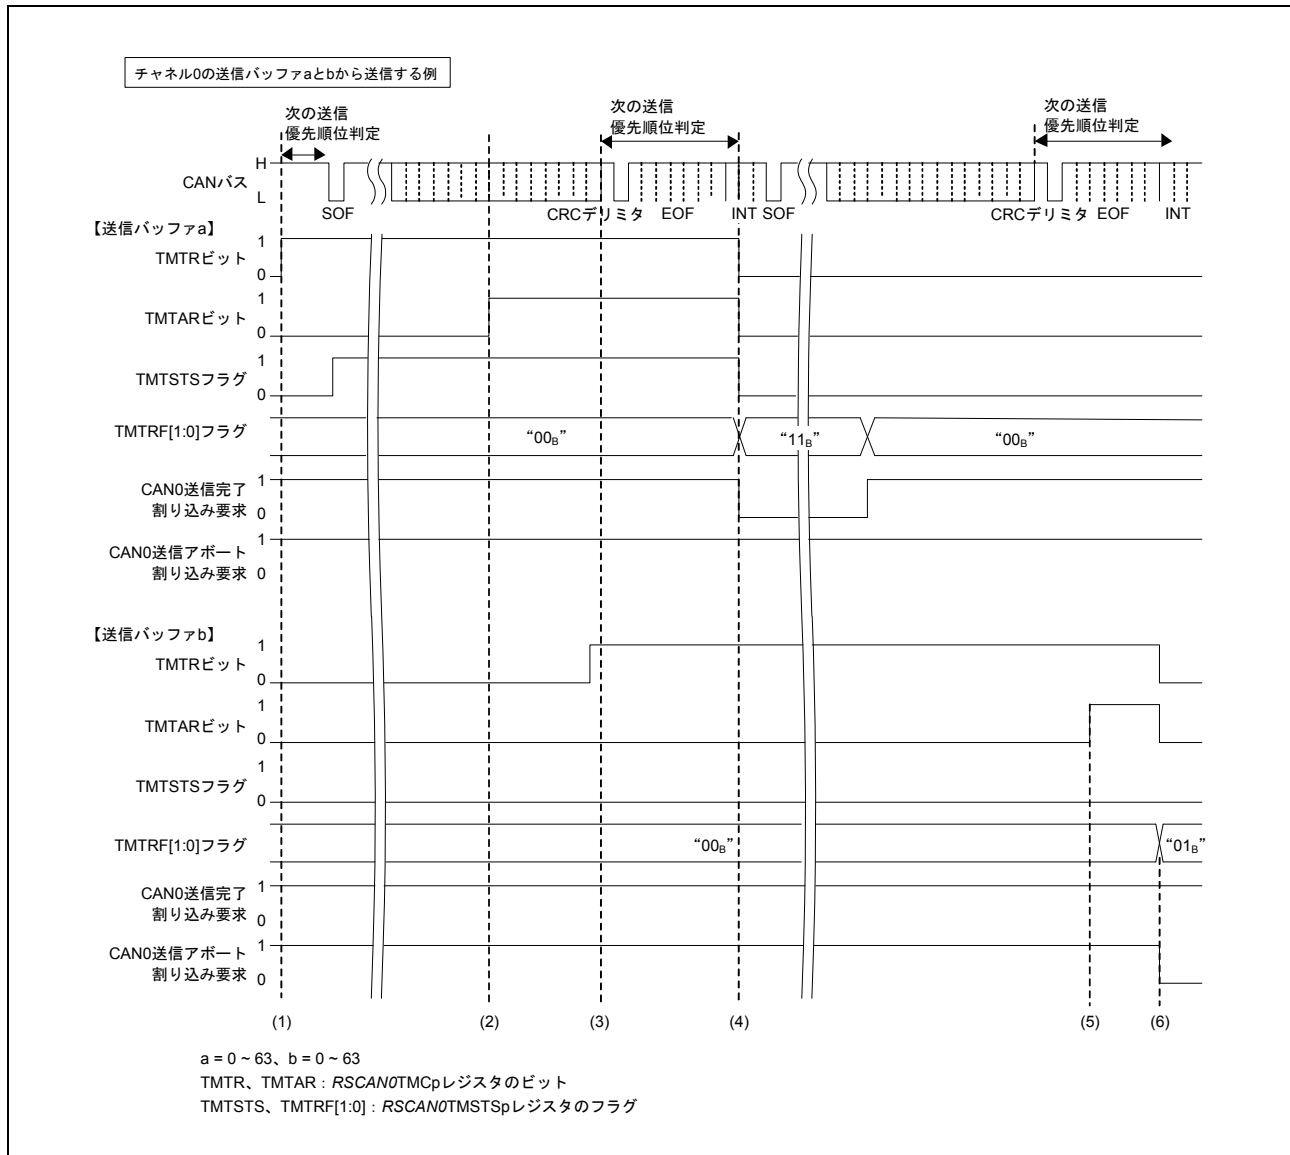 チャネル0の送信バッファaとbから送信する例
次の送信
優先順位判定
次の送信
優先順位判定
次の送信
優先順位判定
CANバス
H
L
SOF
CRCデリミタ
EOF
INT
SOF
CRCデリミタ
EOF
INT
【送信バッファa】
TMTRビット
1
0
TMTARビット
1
0
TMTSTSフラグ
1
0
TMTRF[1:0]フラグ
“00B”
“11B”
“00B”
CAN0送信完了
割り込み要求
1
0
CAN0送信アボート
割り込み要求
1
0
【送信バッファb】
TMTRビット
1
0
TMTARビット
1
0
TMTSTSフラグ
1
0
TMTRF[1:0]フラグ
“00B”
“01B”
CAN0送信完了
割り込み要求
1
0
CAN0送信アボート
割り込み要求
1
0
(1)
(2)
(3)
(4)
(5)
(6)
a = 0 ~ 63、b = 0 ~ 63
TMTR、TMTAR : RSCAN0TMCpレジスタのビット
TMTSTS、TMTRF[1:0] : RSCAN0TMSTSpレジスタのフラグ